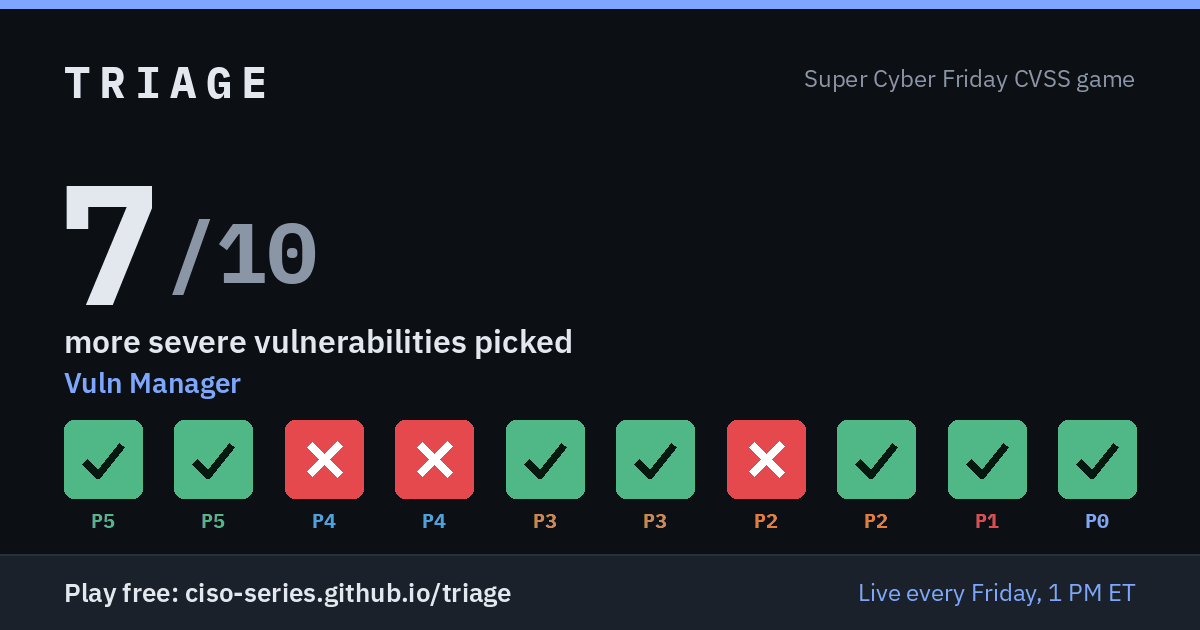 TRIAGE
Super Cyber Friday CVSS game
7/10
more severe vulnerabilities picked
Vuln Manager
P5 P5 P4 P4 P3 P3 P2 P2 P1 P0
Play free: ciso-series.github.io/triage
Live every Friday, 1 PM ET